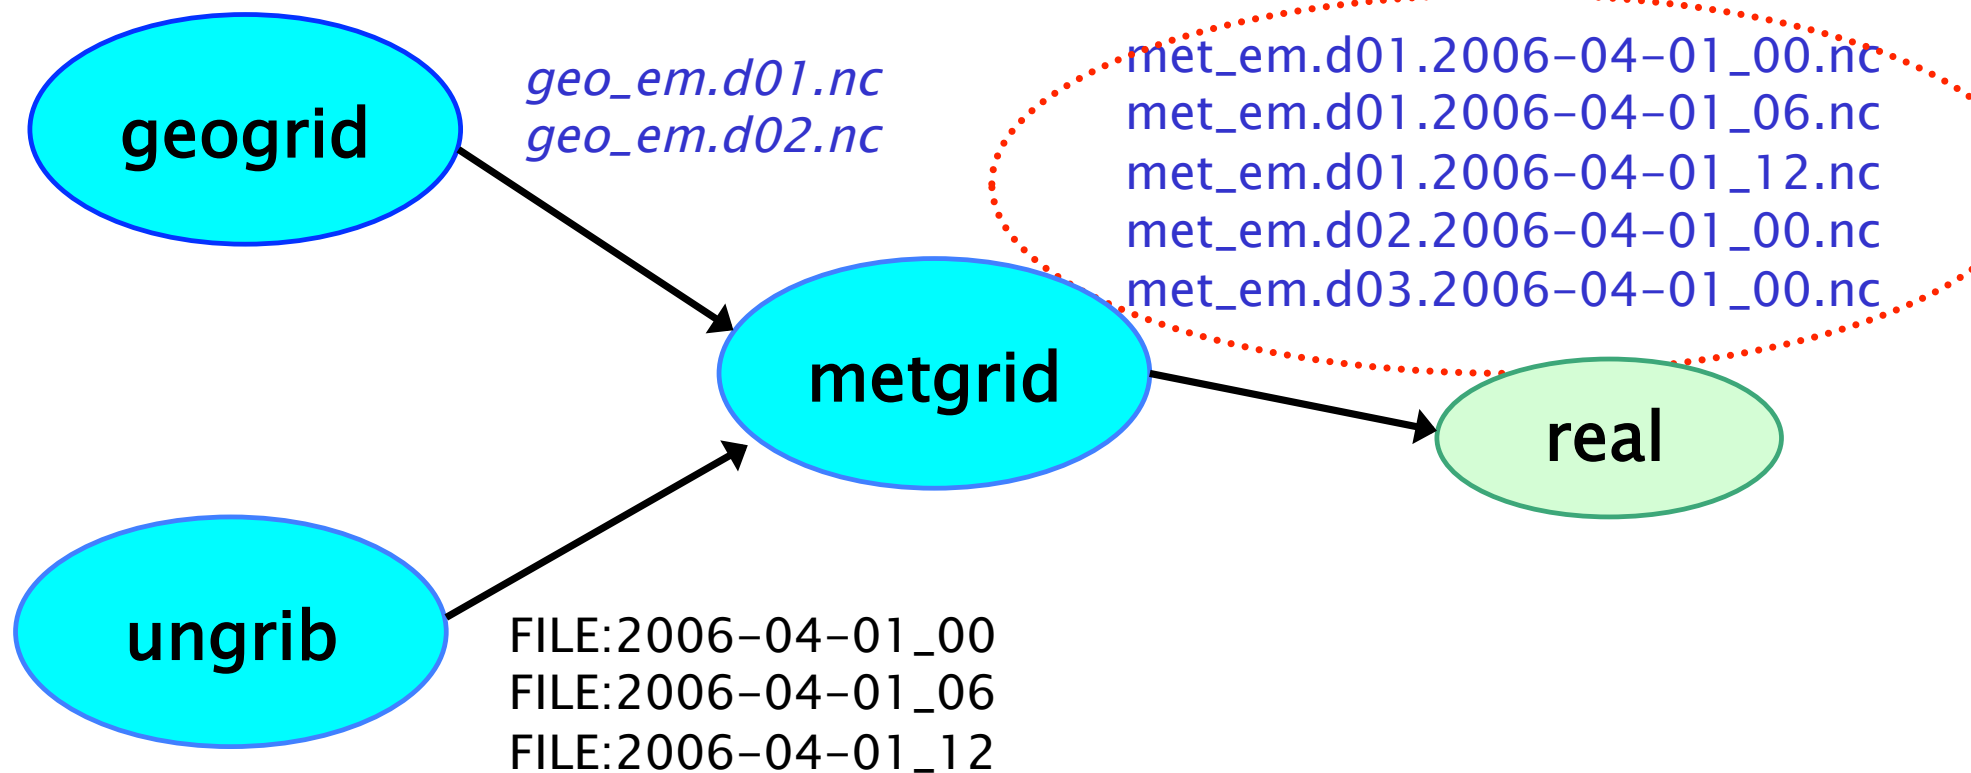 geogrid
geo_em.d01.nc
geo_em.d02.nc
met_em.d01.2006-04-01_00.nc
met_em.d01.2006-04-01_06.nc
met_em.d01.2006-04-01_12.nc
met_em.d02.2006-04-01_00.nc
met_em.d03.2006-04-01_00.nc
metgrid
real
ungrib
FILE:2006-04-01_00
FILE:2006-04-01_06
FILE:2006-04-01_12